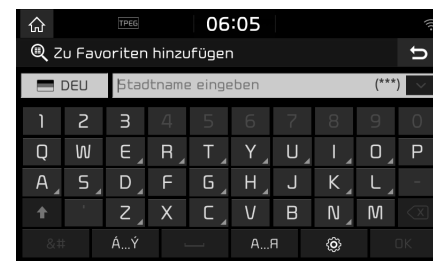 TPEG 06:05
Zu Favoriten hinzufügen
DEU Stadtname eingeben (***)
1 2 3 4 5 6 7 8 9 0
Q W E R T Y U I O P
A S D F G H J K L -
' Z X C V B N M
&# Á...Ý A...Я OK